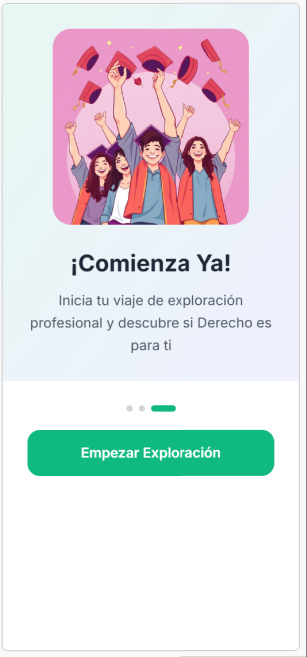 ¡Comienza Ya!
Inicia tu viaje de exploración
profesional y descubre si Derecho es
para ti
Empezar Exploración